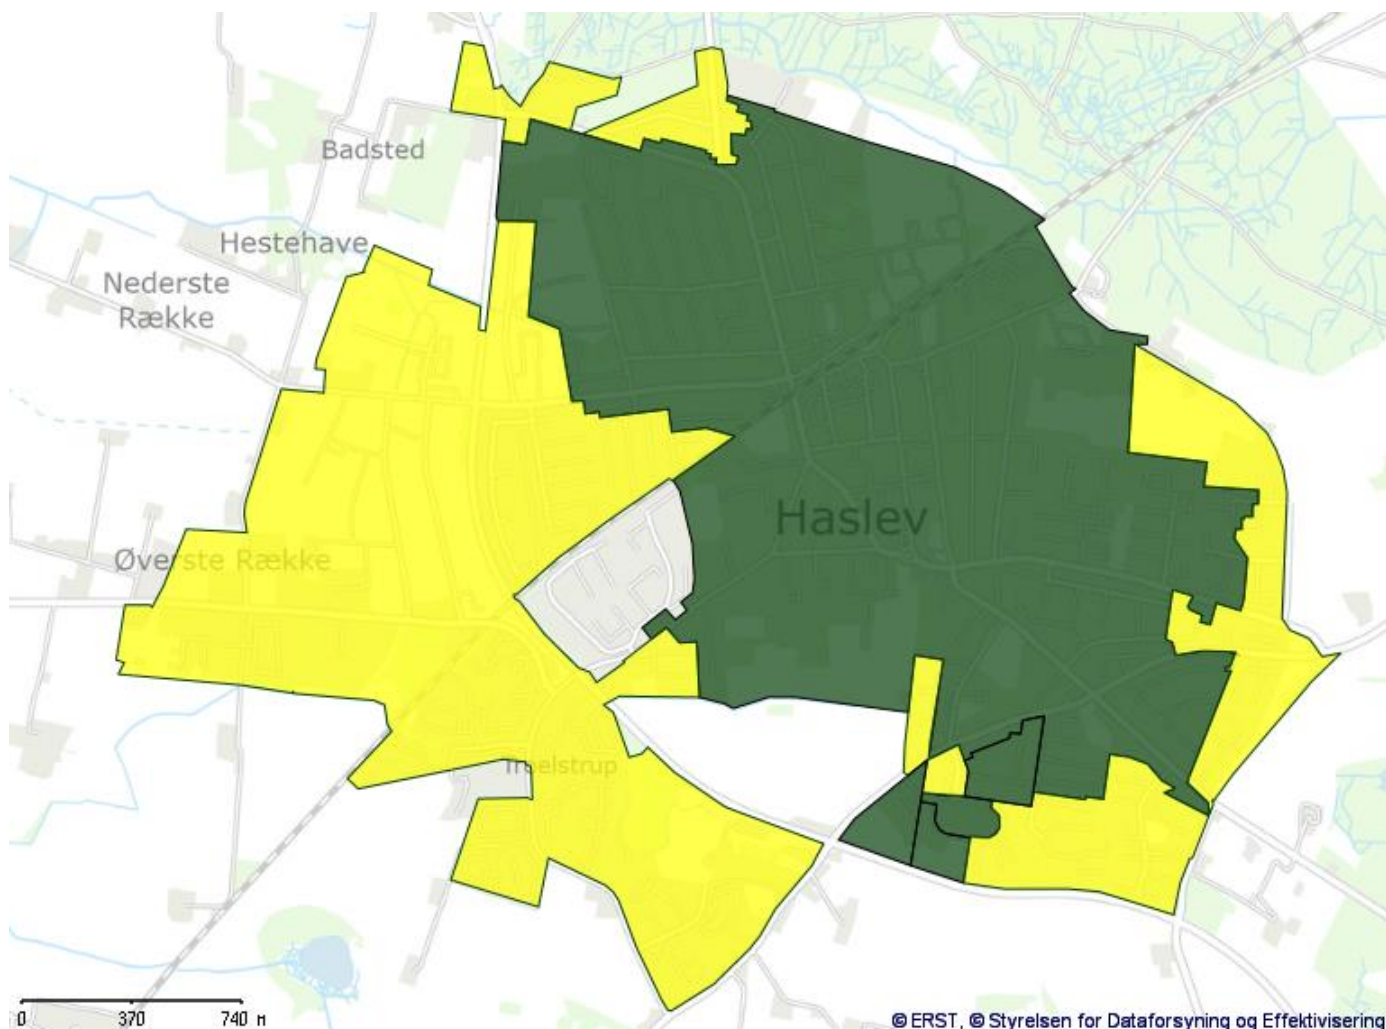 Badsted
Hestehave
Nederste
Række
Haslev
Øverste Række
Troelstrup
0 370 740 m
© ERST, © Styrelsen for Dataforsyning og Effektivisering